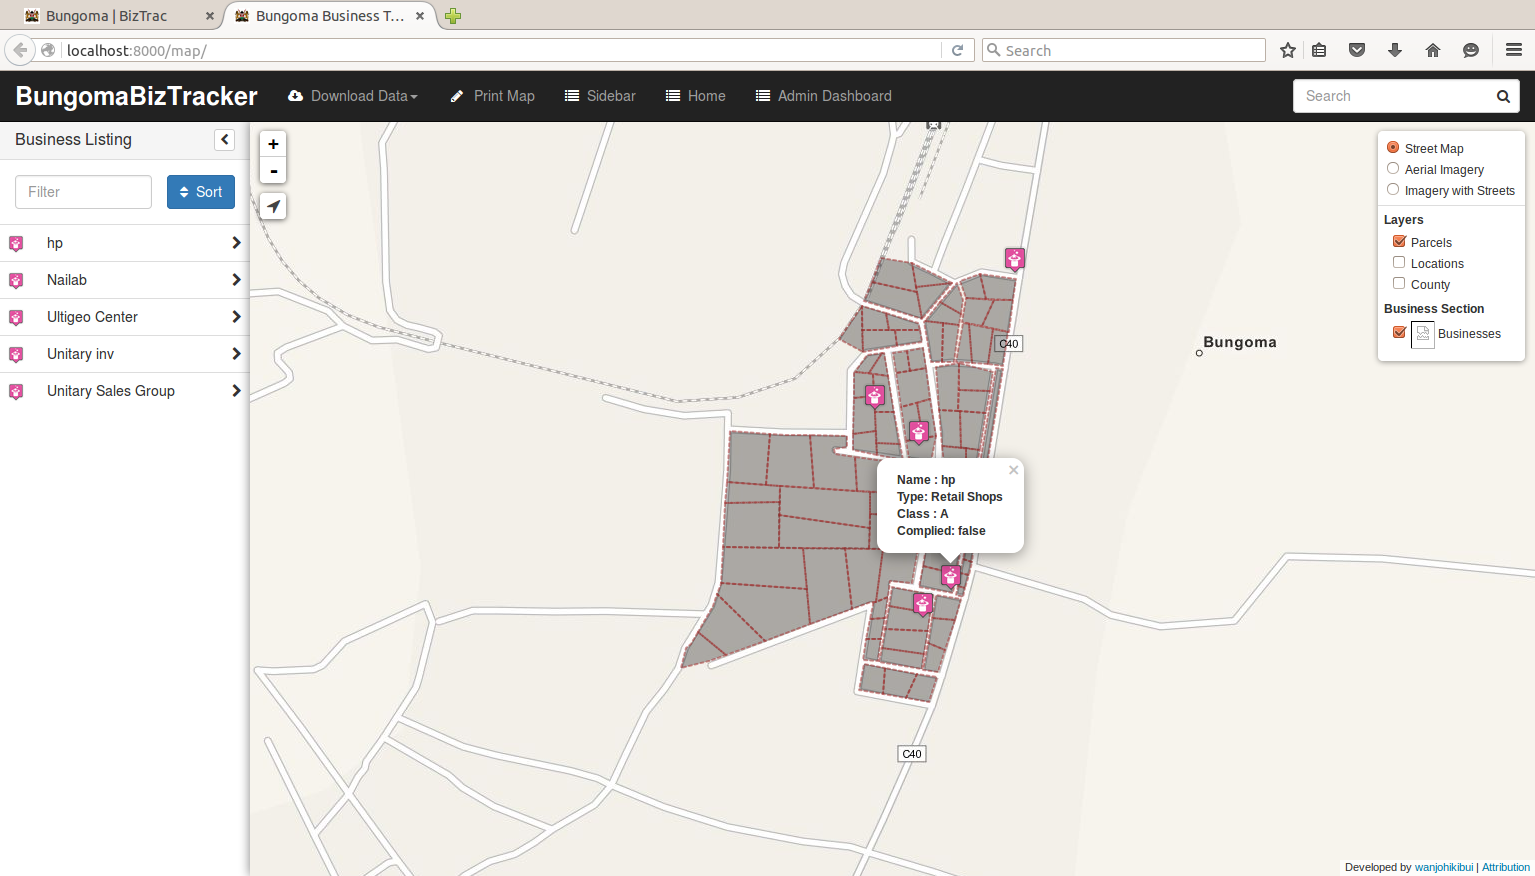 Bungoma | BizTrac
Bungoma Business T...
localhost:8000/map/
Search
BungomaBizTracker
Download Data
Print Map
Sidebar
Home
Admin Dashboard
Search
Business Listing
Filter
Sort
hp
Nailab
Ultigeo Center
Unitary inv
Unitary Sales Group
+
-
Street Map
Aerial Imagery
Imagery with Streets
Layers
Parcels
Locations
County
Business Section
Businesses
C40
Bungoma
×
Name : hp
Type: Retail Shops
Class : A
Complied: false
C40
Developed by wanjohikibui | Attribution